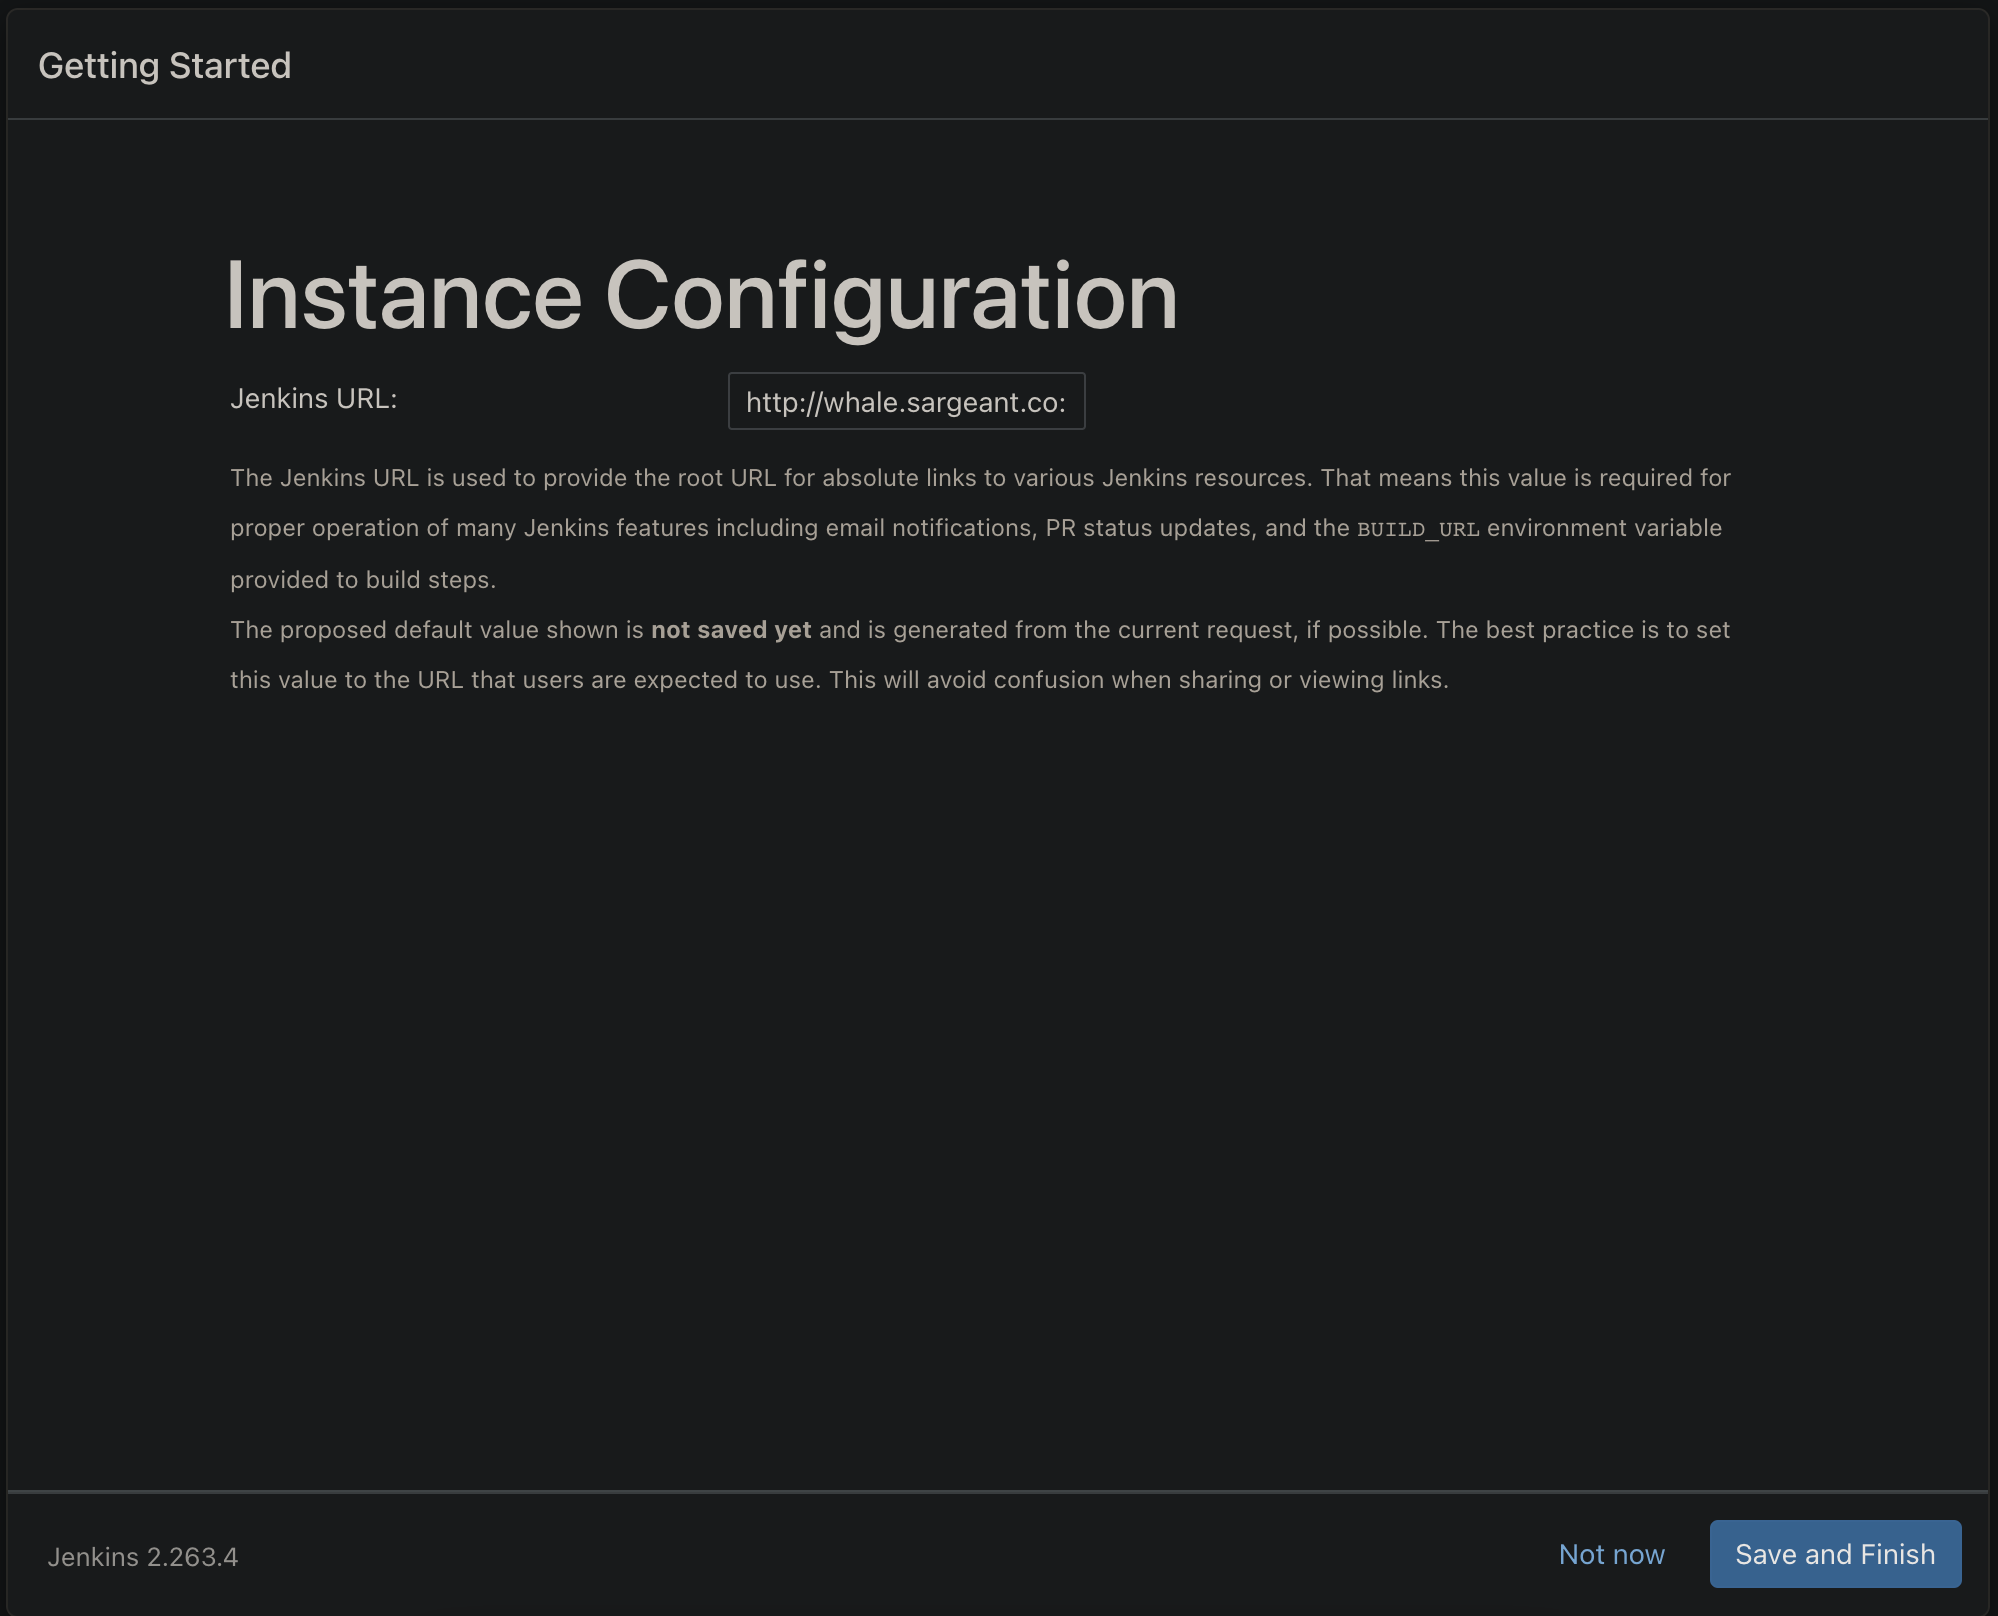 Getting Started
Instance Configuration
Jenkins URL: http://whale.sargeant.co:
The Jenkins URL is used to provide the root URL for absolute links to various Jenkins resources. That means this value is required for
proper operation of many Jenkins features including email notifications, PR status updates, and the BUILD_URL environment variable
provided to build steps.
The proposed default value shown is not saved yet and is generated from the current request, if possible. The best practice is to set
this value to the URL that users are expected to use. This will avoid confusion when sharing or viewing links.
Jenkins 2.263.4 Not now Save and Finish